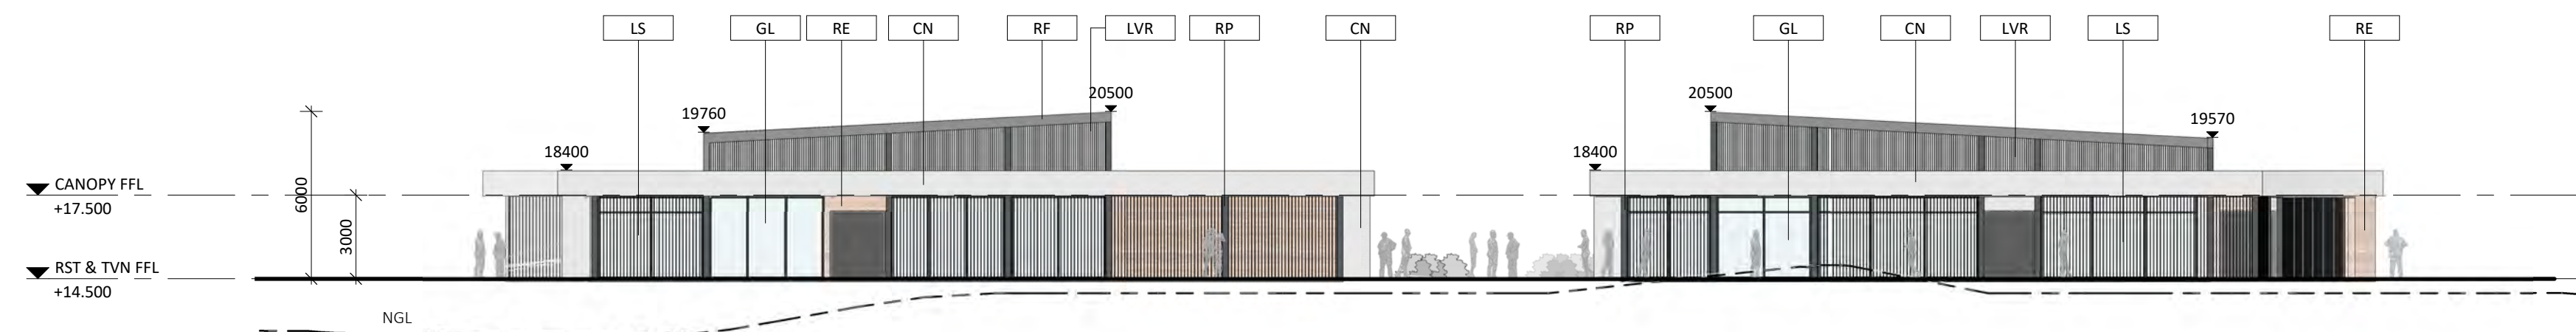 LS GL RE CN RF LVR RP CN RP GL CN LVR LS RE
20500 20500
19760 19570
18400 18400
6000
3000
CANOPY FFL
+17.500
RST & TVN FFL
+14.500
NGL